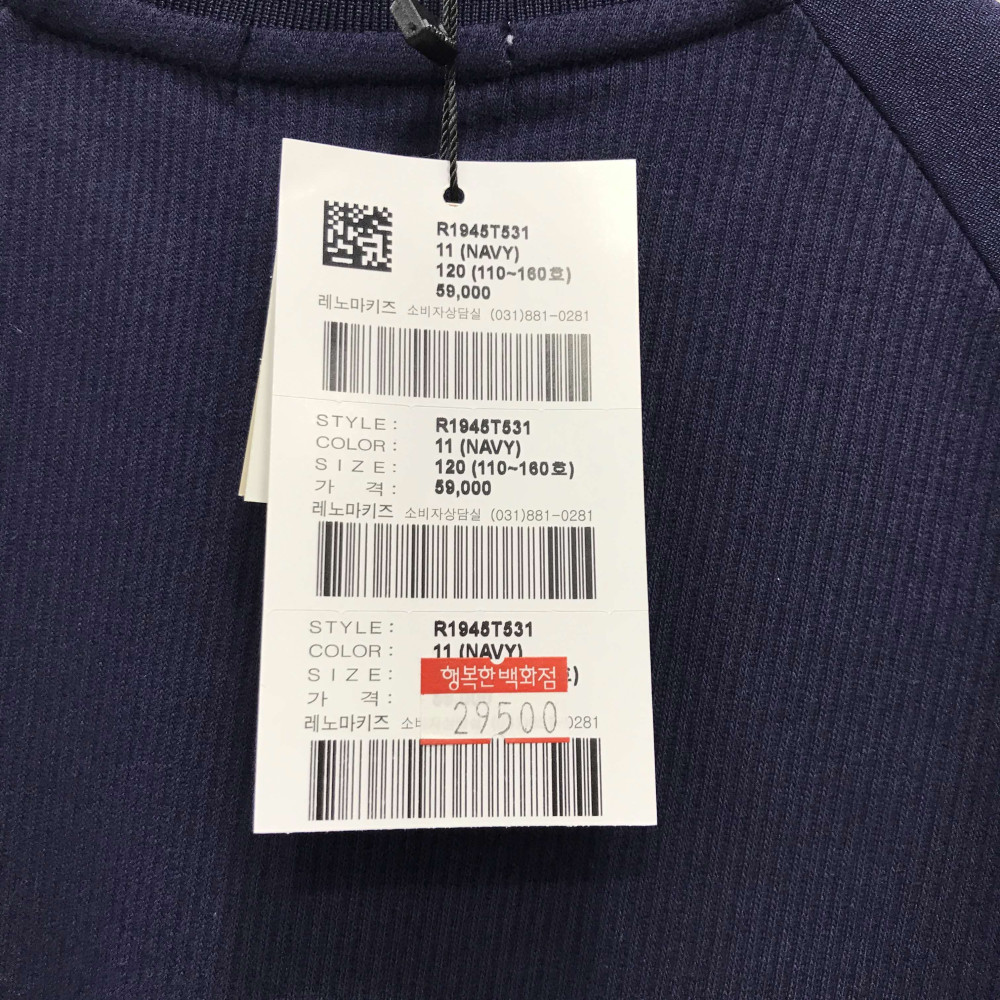 R1945T531
11 (NAVY)
120 (110~160호)
59,000
레노마키즈 소비자상담실 (031)881-0281
STYLE: R1945T531
COLOR: 11 (NAVY)
SIZE: 120 (110~160호)
가 격: 59,000
레노마키즈 소비자상담실 (031)881-0281
STYLE: R1945T531
COLOR: 11 (NAVY)
SIZE:
행복한백화점
가 격:
29500
레노마키즈 소비 0281